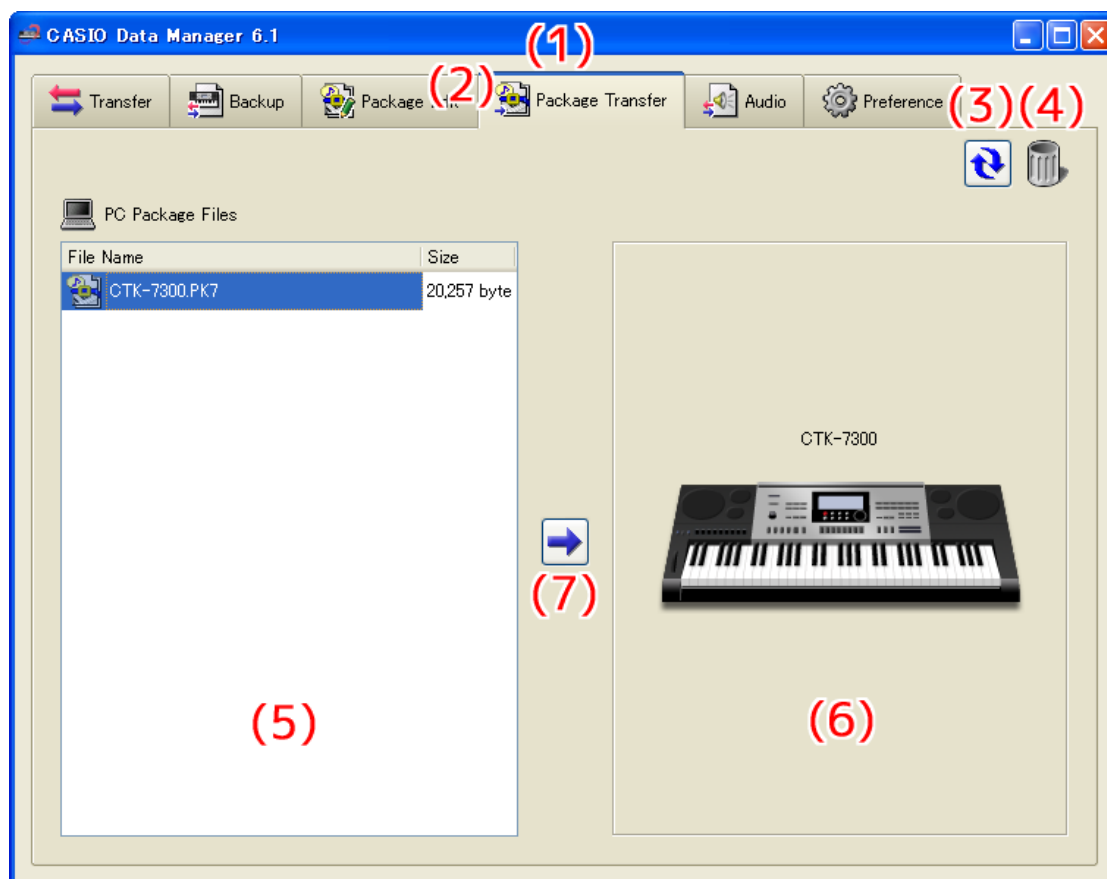 CASIO Data Manager 6.1
(1)
(2)
Transfer
Backup
Package
Package Transfer
Audio
Preference
(3)(4)
PC Package Files
File Name Size
CTK-7300.PK7 20,257 byte
CTK-7300
(7)
(5)
(6)